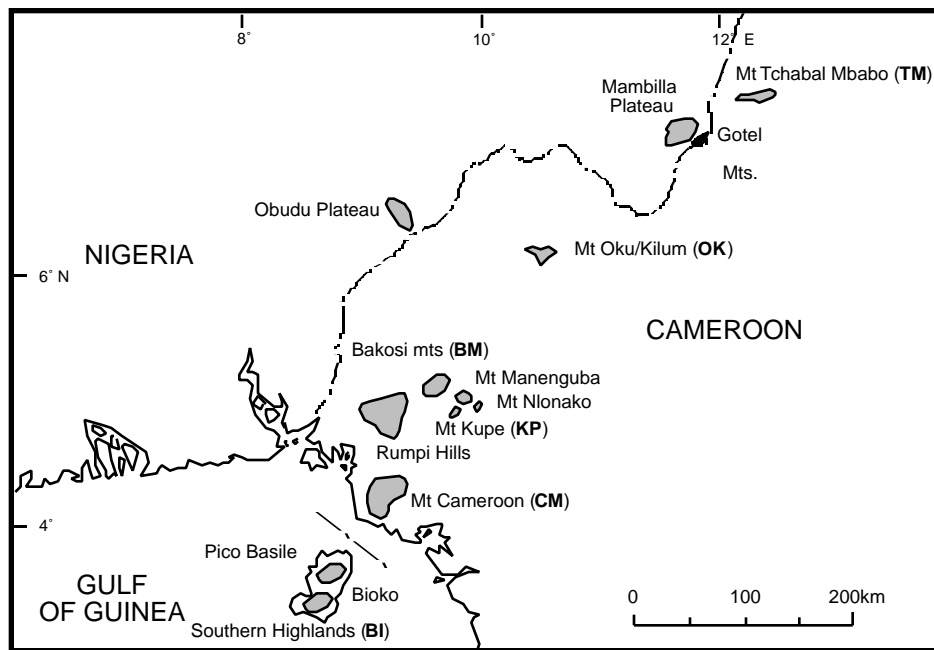 8°
10°
12° E
Mt Tchabal Mbabo (TM)
Mambilla
Plateau
Gotel
Mts.
Obudu Plateau
NIGERIA
Mt Oku/Kilum (OK)
6° N
CAMEROON
Bakosi mts (BM)
Mt Manenguba
Mt Nlonako
Mt Kupe (KP)
Rumpi Hills
Mt Cameroon (CM)
4°
Pico Basile
GULF
OF GUINEA
Bioko
Southern Highlands (BI)
0 100 200km